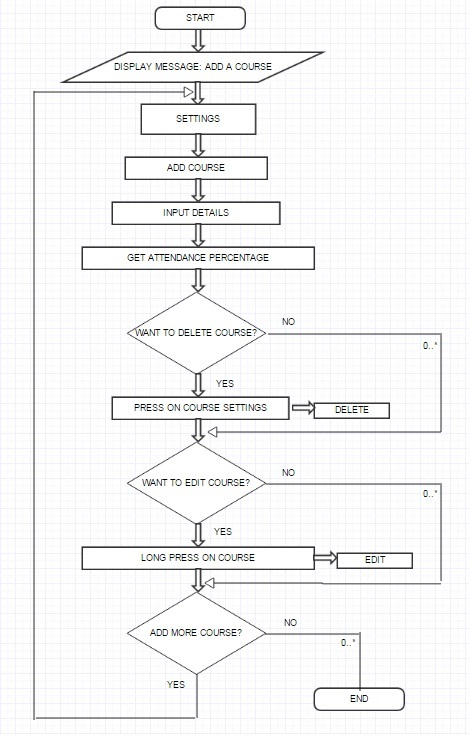 START
DISPLAY MESSAGE: ADD A COURSE
SETTINGS
ADD COURSE
INPUT DETAILS
GET ATTENDANCE PERCENTAGE
WANT TO DELETE COURSE?
NO
0..*
YES
PRESS ON COURSE SETTINGS
DELETE
WANT TO EDIT COURSE?
NO
0..*
YES
LONG PRESS ON COURSE
EDIT
ADD MORE COURSE?
NO
0..*
YES
END